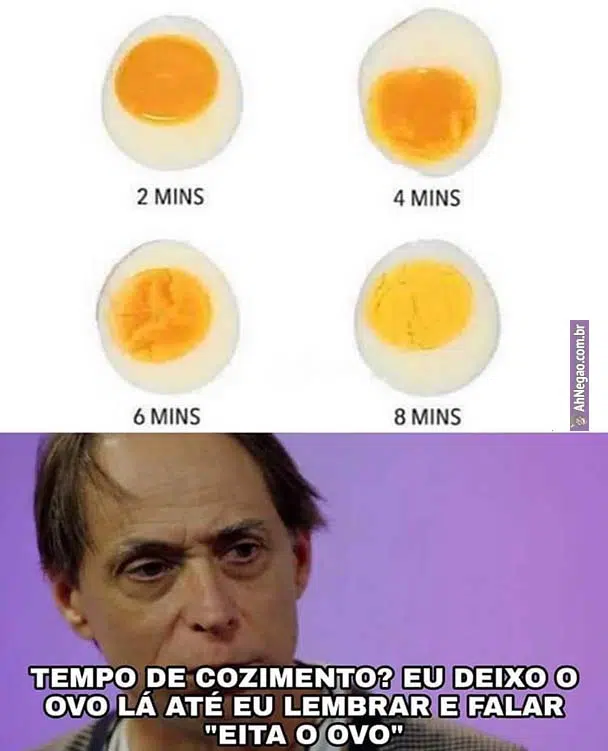 2 MINS
4 MINS
6 MINS
8 MINS
AhNegao.com.br
TEMPO DE COZIMENTO? EU DEIXO O
OVO LÁ ATÉ EU LEMBRAR E FALAR
"EITA O OVO"